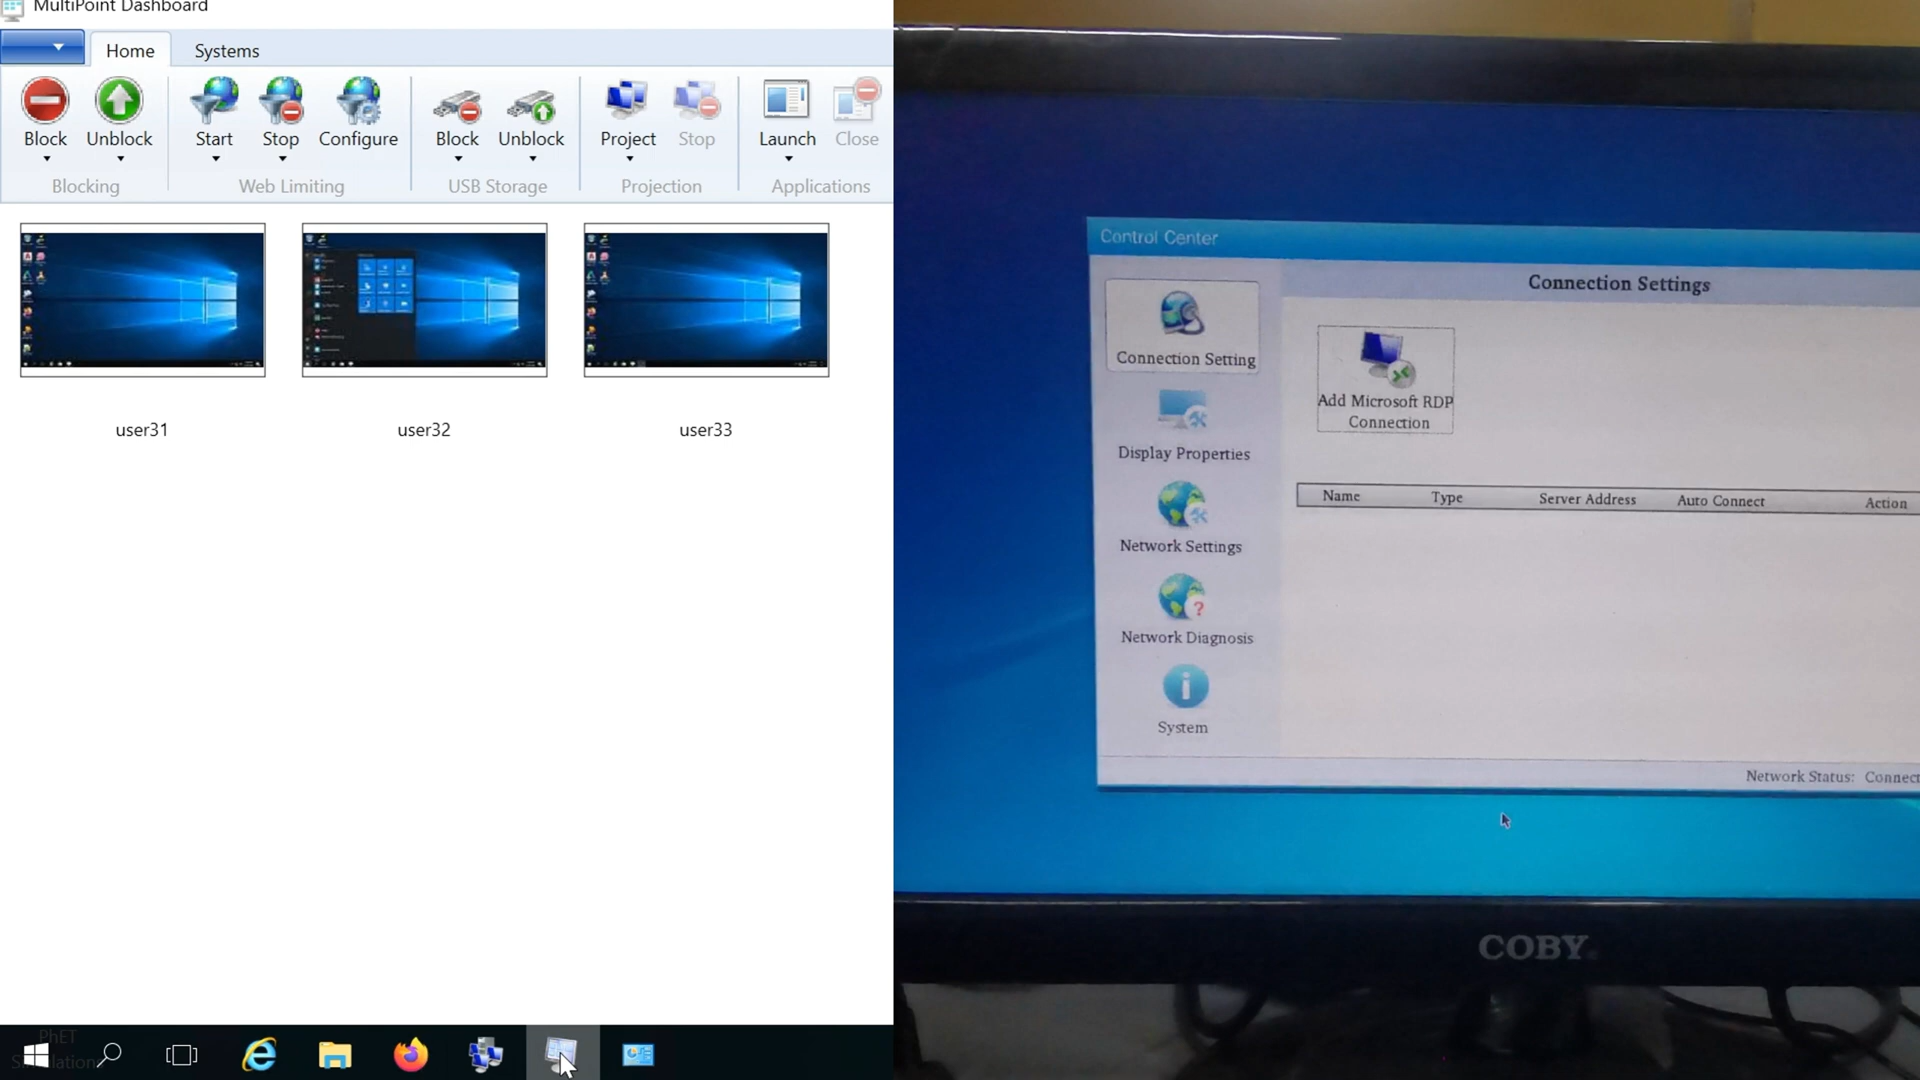 MultiPoint Dashboard
Home
Systems
Block
Unblock
Start
Stop
Configure
Block
Unblock
Project
Stop
Launch
Close
Blocking
Web Limiting
USB Storage
Projection
Applications
user31
user32
user33
PhET
Control Center
Connection Settings
Connection Setting
Add Microsoft RDP
Connection
Display Properties
Name
Type
Server Address
Auto Connect
Action
Network Settings
Network Diagnosis
System
Network Status: Connect
COBY